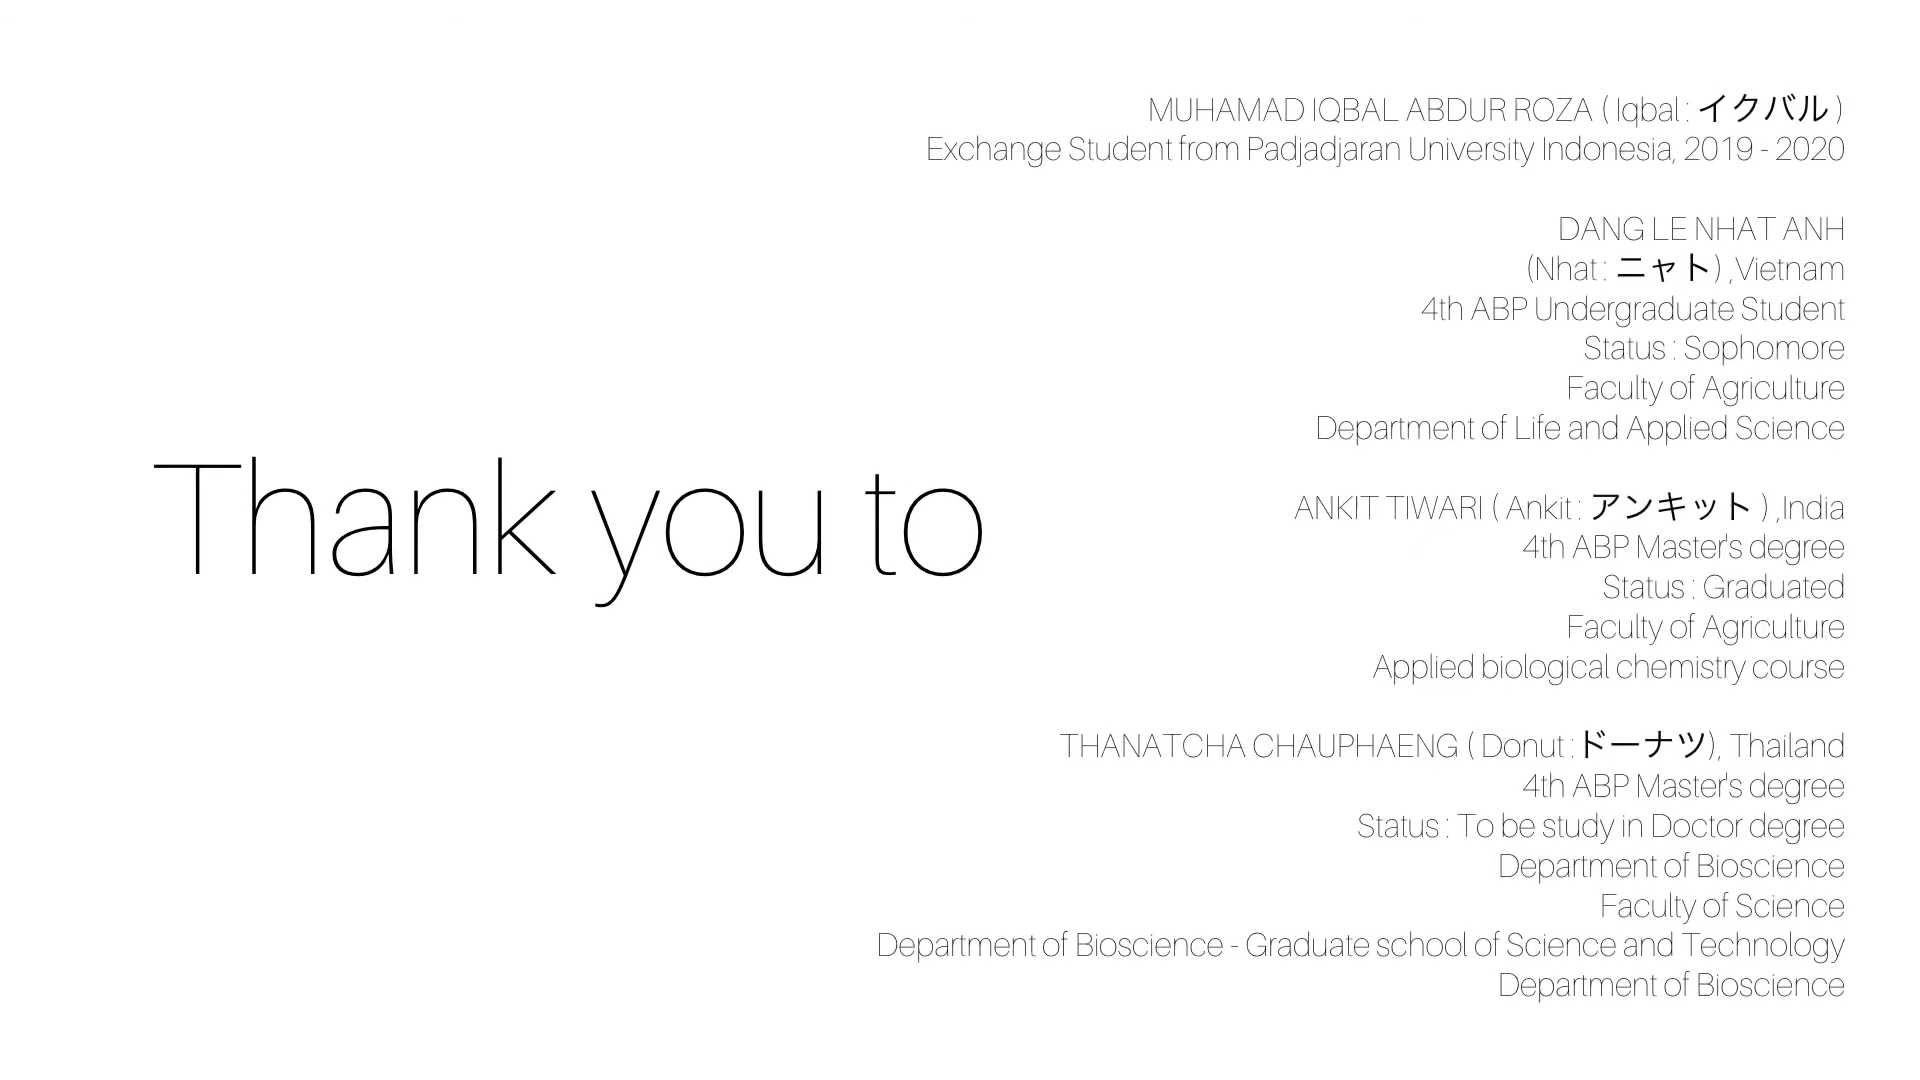 Thank you to
MUHAMAD IQBAL ABDUR ROZA ( Iqbal : イクバル )
Exchange Student from Padjadjaran University Indonesia, 2019 - 2020
DANG LE NHAT ANH
(Nhat : ニャト) ,Vietnam
4th ABP Undergraduate Student
Status : Sophomore
Faculty of Agriculture
Department of Life and Applied Science
ANKIT TIWARI ( Ankit : アンキット ) ,India
4th ABP Master's degree
Status : Graduated
Faculty of Agriculture
Applied biological chemistry course
THANATCHA CHAUPHAENG ( Donut :ドーナツ), Thailand
4th ABP Master's degree
Status : To be study in Doctor degree
Department of Bioscience
Faculty of Science
Department of Bioscience - Graduate school of Science and Technology
Department of Bioscience